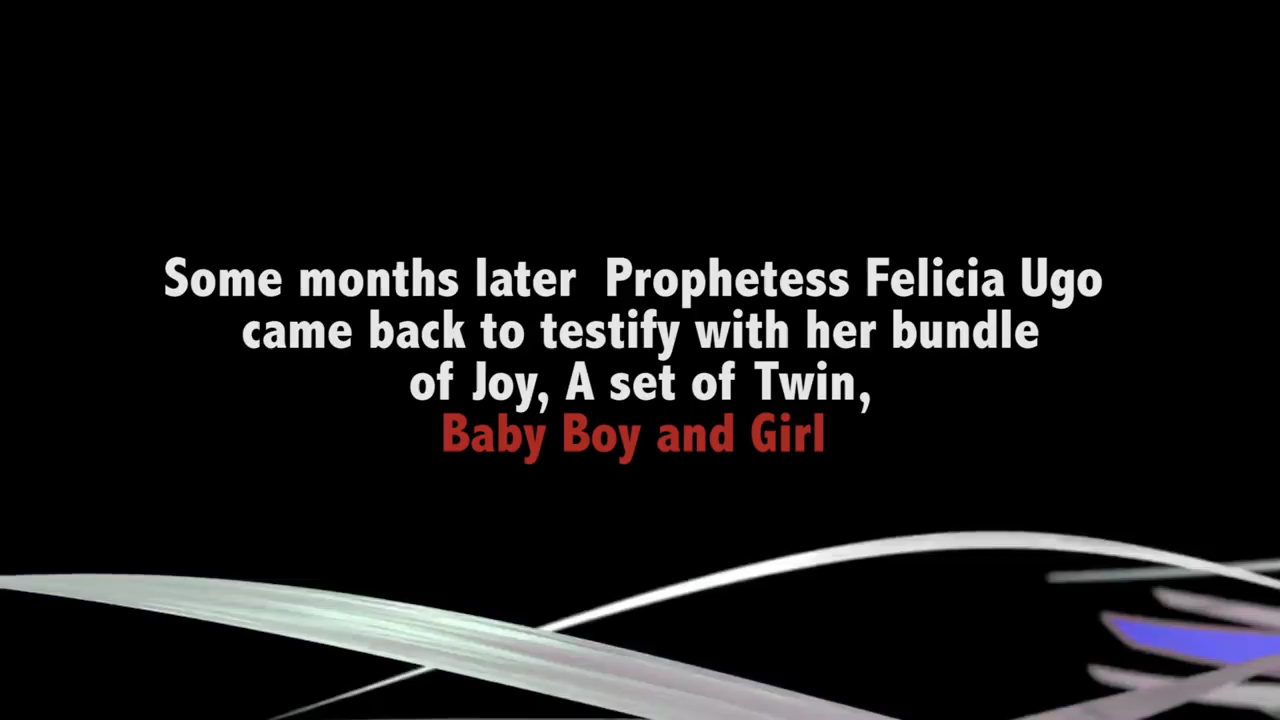 Some months later  Prophetess Felicia Ugo
came back to testify with her bundle
of Joy, A set of Twin,
Baby Boy and Girl